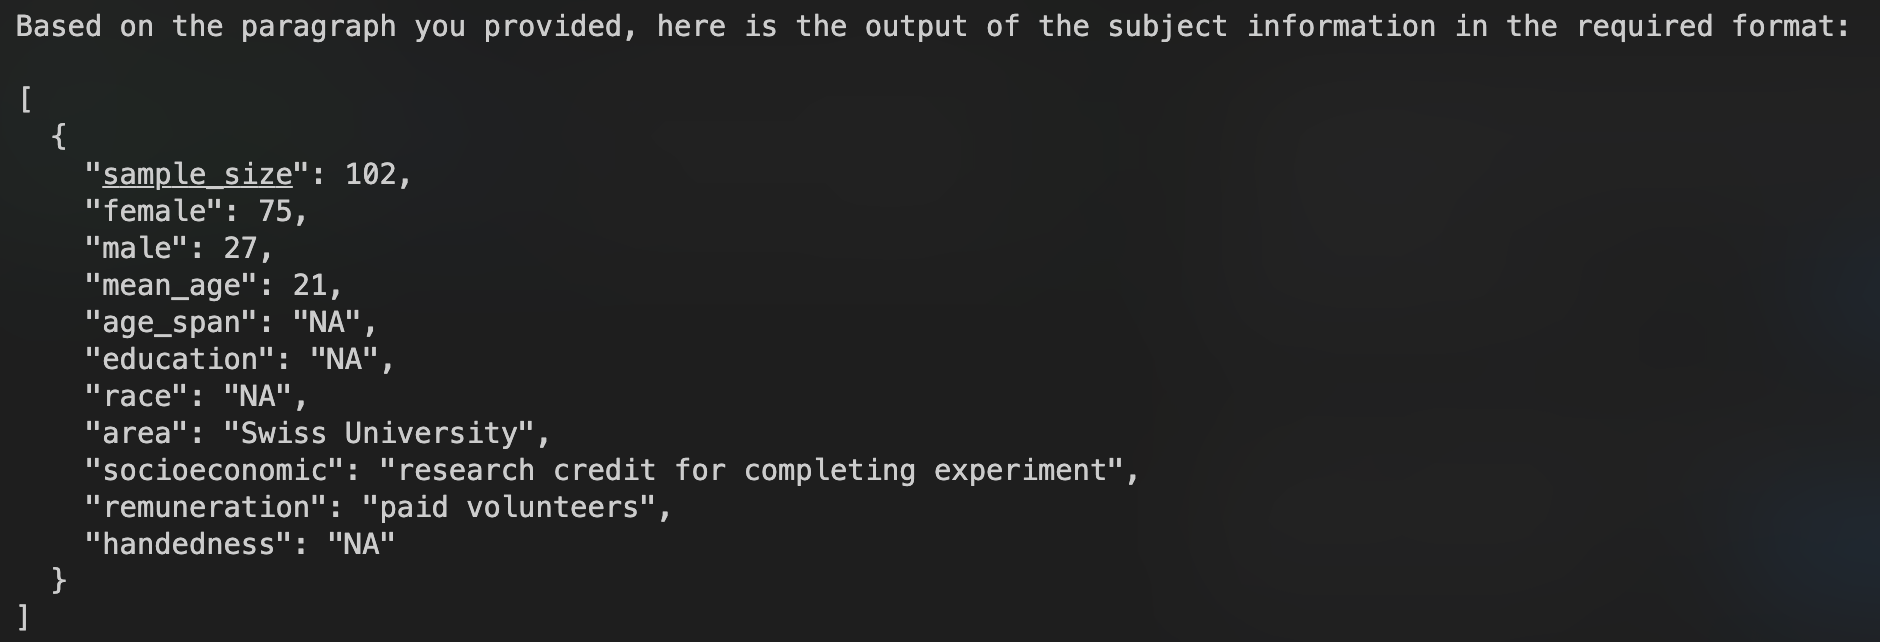 Based on the paragraph you provided, here is the output of the subject information in the required format:
[
{
"sample_size": 102,
"female": 75,
"male": 27,
"mean_age": 21,
"age_span": "NA",
"education": "NA",
"race": "NA",
"area": "Swiss University",
"socioeconomic": "research credit for completing experiment",
"remuneration": "paid volunteers",
"handedness": "NA"
}
]